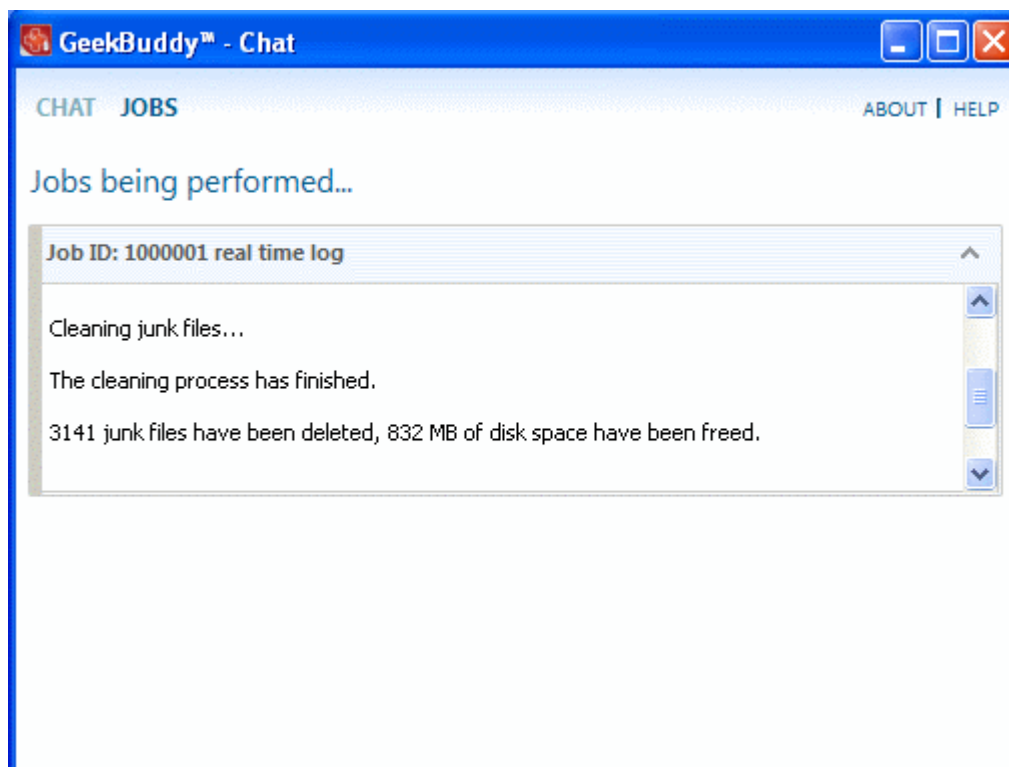 GeekBuddy™ - Chat
CHAT JOBS ABOUT | HELP
Jobs being performed...
Job ID: 1000001 real time log
Cleaning junk files...
The cleaning process has finished.
3141 junk files have been deleted, 832 MB of disk space have been freed.